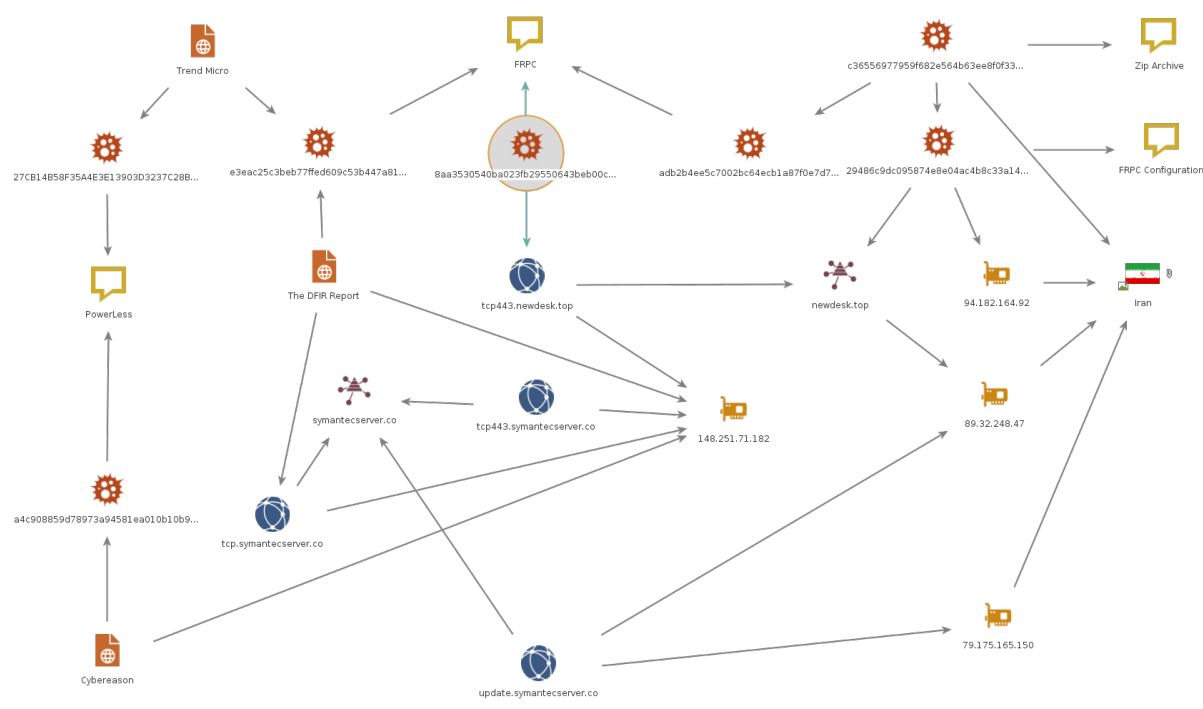 Trend Micro
FRPC
c36556977959f682e564b63ee8f0f33...
Zip Archive
27CB14B58F35A4E3E13903D3237C28B...
e3eac25c3beb77ffed609c53b447a81...
8aa3530540ba023fb29550643beb00c...
adb2b4ee5c7002bc64ecb1a87f0e7d7...
29486c9dc095874e8e04ac4b8c33a14...
FRPC Configuration
PowerLess
The DFIR Report
tcp443.newdesk.top
newdesk.top
94.182.164.92
Iran
symantecserver.co
tcp443.symantecserver.co
148.251.71.182
89.32.248.47
a4c908859d78973a94581ea010b10b9...
tcp.symantecserver.co
Cybereason
update.symantecserver.co
79.175.165.150